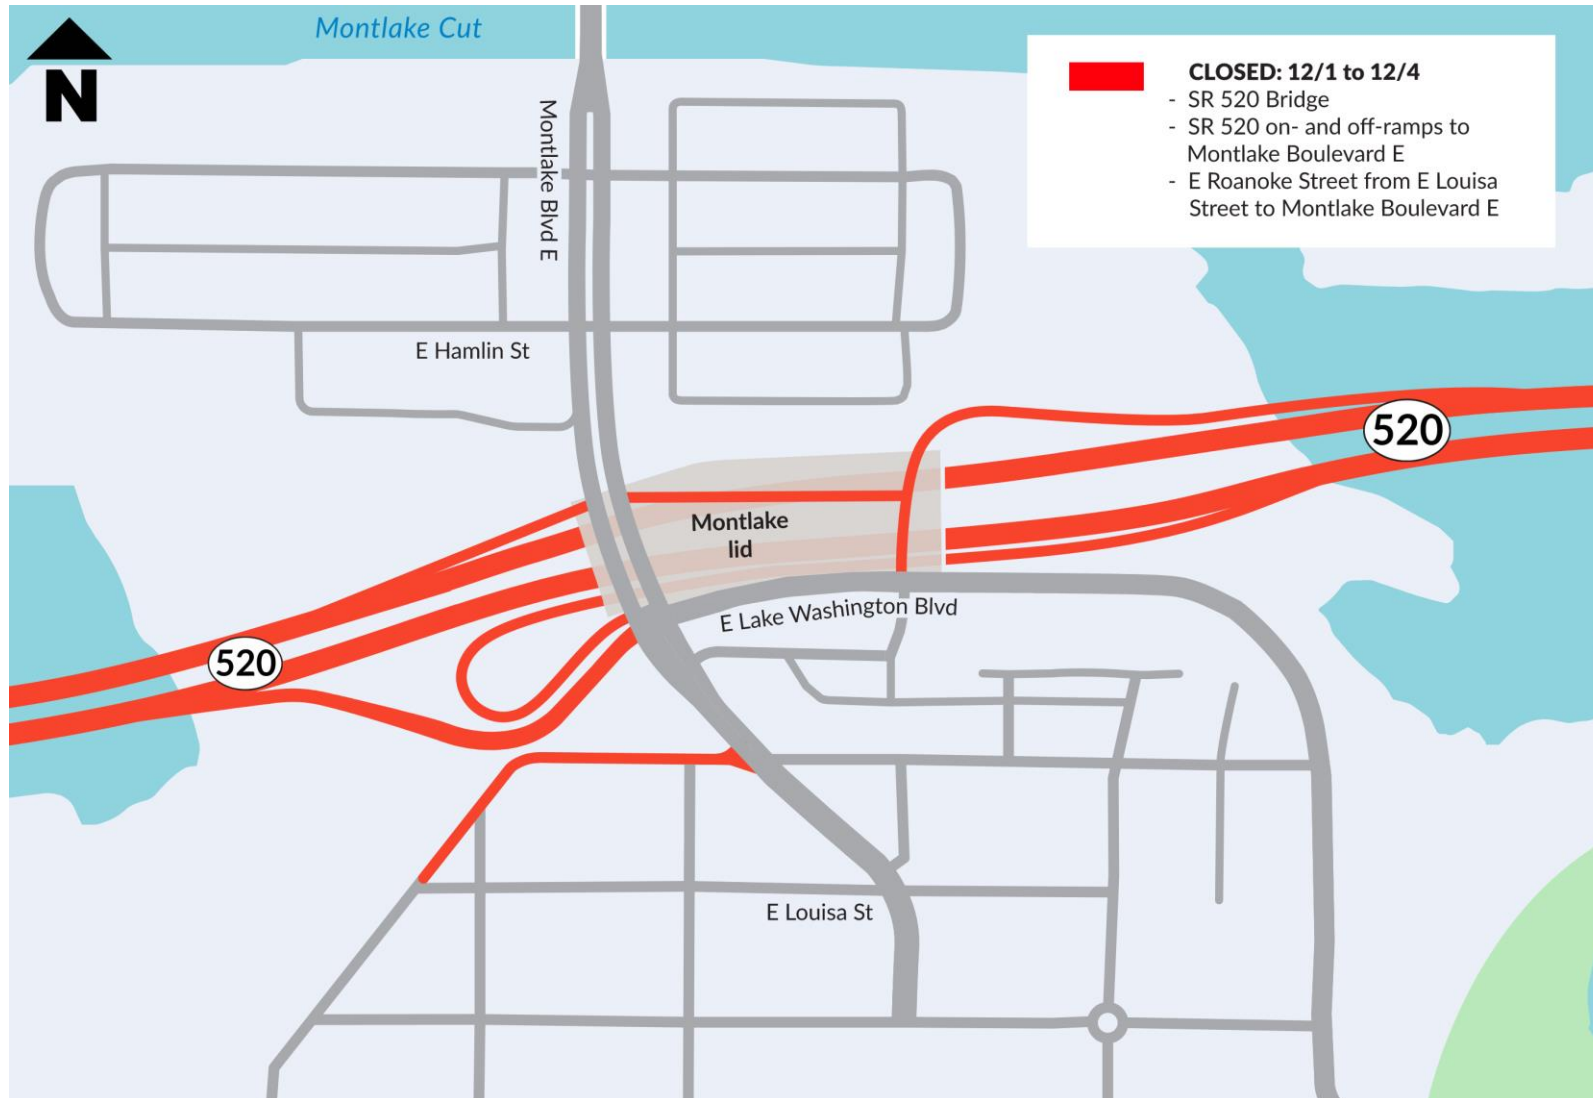 Montlake Cut
N
CLOSED: 12/1 to 12/4
- SR 520 Bridge
- SR 520 on- and off-ramps to
Montlake Boulevard E
- E Roanoke Street from E Louisa
Street to Montlake Boulevard E
Montlake Blvd E
E Hamlin St
520
Montlake
lid
E Lake Washington Blvd
520
E Louisa St